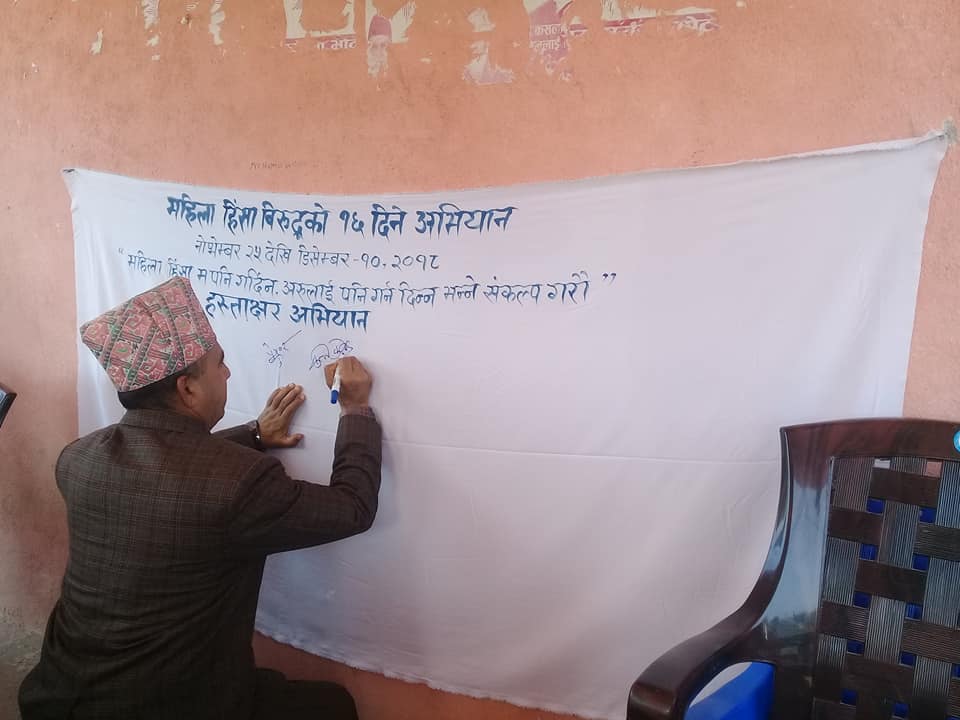 महिला हिंसा बिरुद्धको १६ दिने अभियान
नोभेम्बर २५ देखि डिसेम्बर-१०, २०१८
“महिला हिंसा म पनि गर्दिन, अरुलाई पनि गर्न दिन्न भन्ने संकल्प गरौं”
हस्ताक्षर अभियान